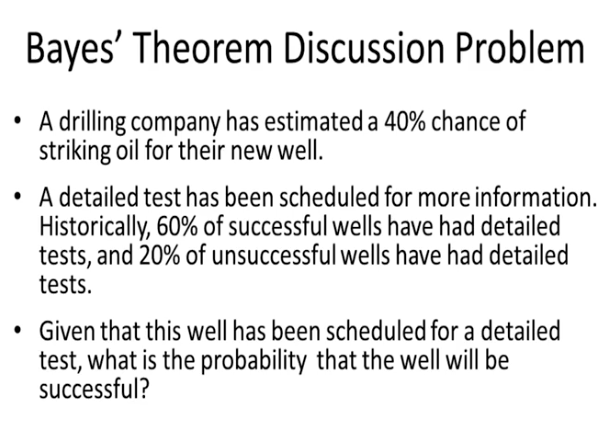 Bayes’ Theorem Discussion Problem
• A drilling company has estimated a 40% chance of
striking oil for their new well.
• A detailed test has been scheduled for more information.
Historically, 60% of successful wells have had detailed
tests, and 20% of unsuccessful wells have had detailed
tests.
• Given that this well has been scheduled for a detailed
test, what is the probability that the well will be
successful?